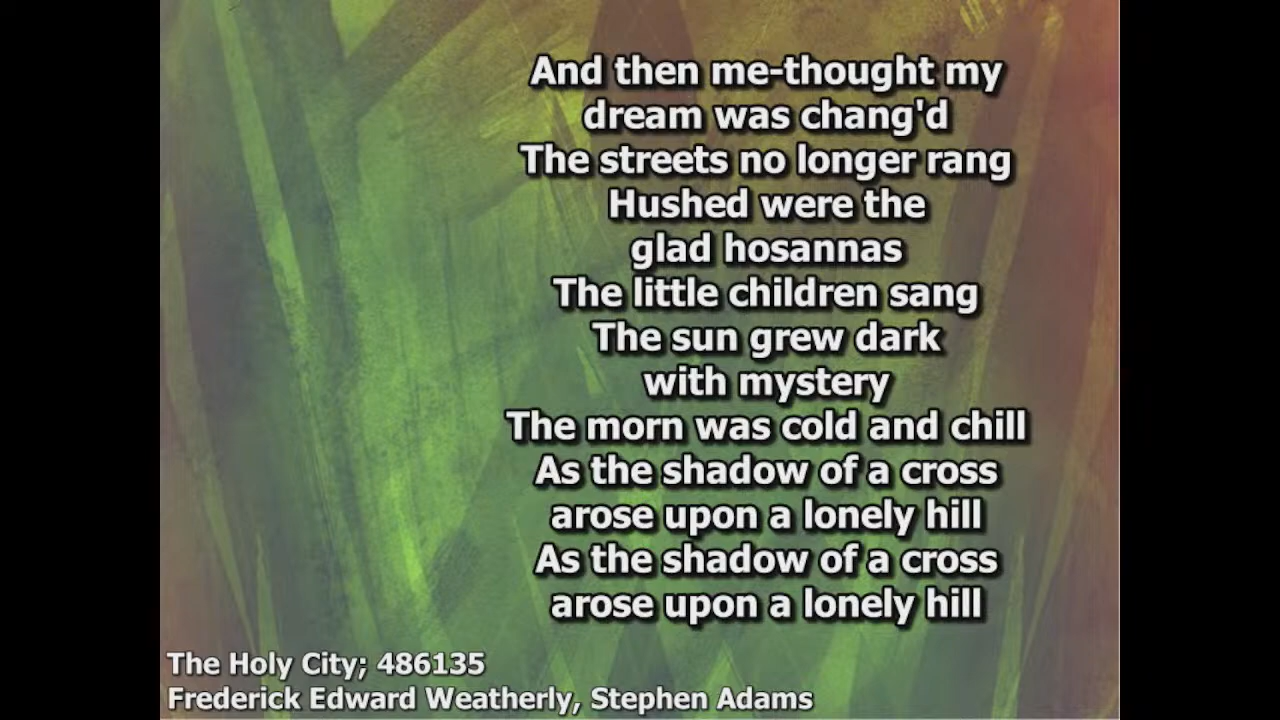 And then me-thought my
dream was chang'd
The streets no longer rang
Hushed were the
glad hosannas
The little children sang
The sun grew dark
with mystery
The morn was cold and chill
As the shadow of a cross
arose upon a lonely hill
As the shadow of a cross
arose upon a lonely hill
The Holy City; 486135
Frederick Edward Weatherly, Stephen Adams